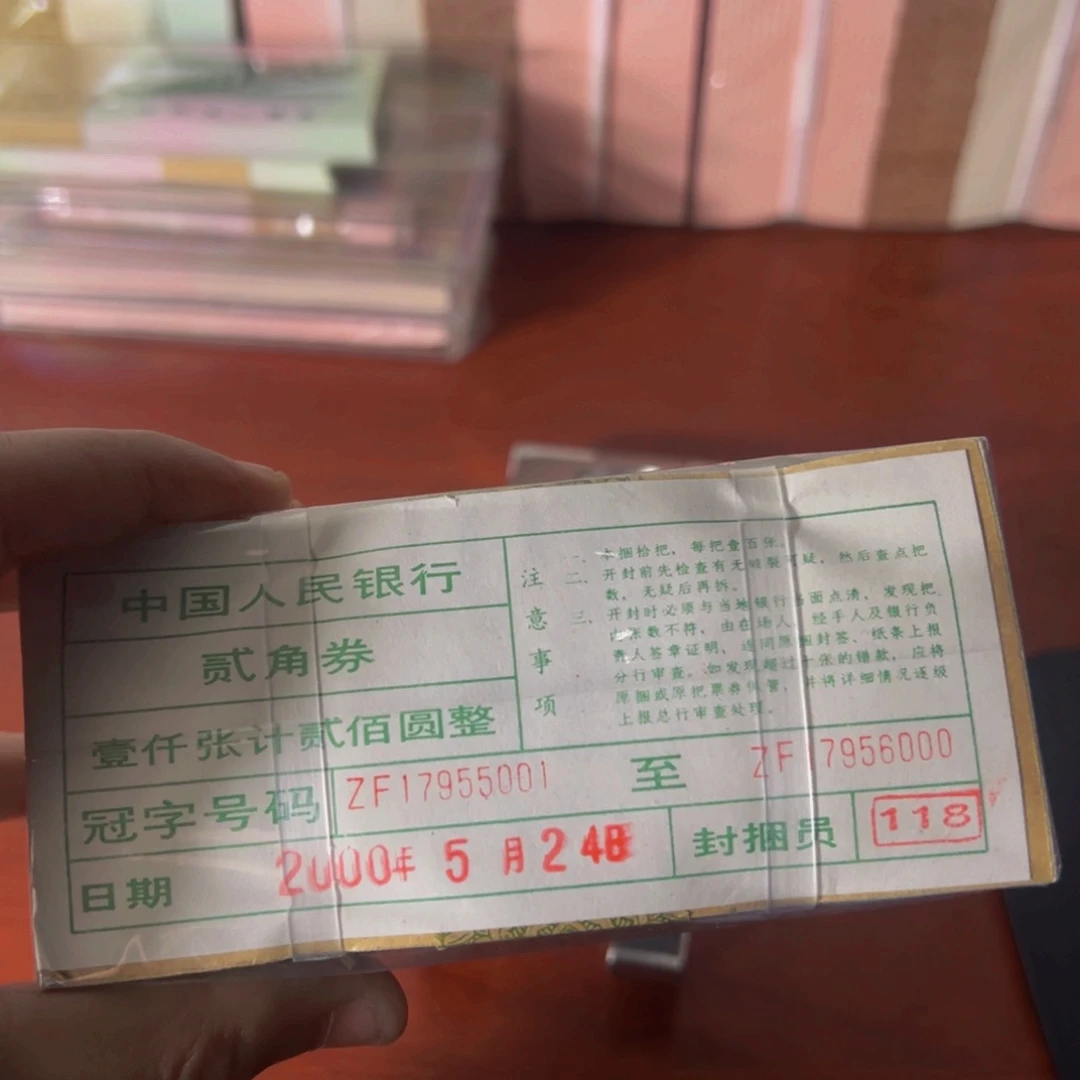 中国人民银行
贰角券
壹仟张计贰佰圆整
注意事项
一、本捆拾把，每把壹百张。
二、开封前先检查有无破裂可疑，然后查点把
数，无疑后再拆。
三、开封时必须与当地银行当面点清，发现把
内张数不符，由在场人、经手人及银行负
责人签章证明，连同原捆封签、纸条上报
分行审查。如发现超过十张的错款，应将
原捆或原把票券保管，并将详细情况逐级
上报总行审查处理。
冠字号码 ZF17955001 至 ZF17956000
日期 2000年 5 月 24日 封捆员 118